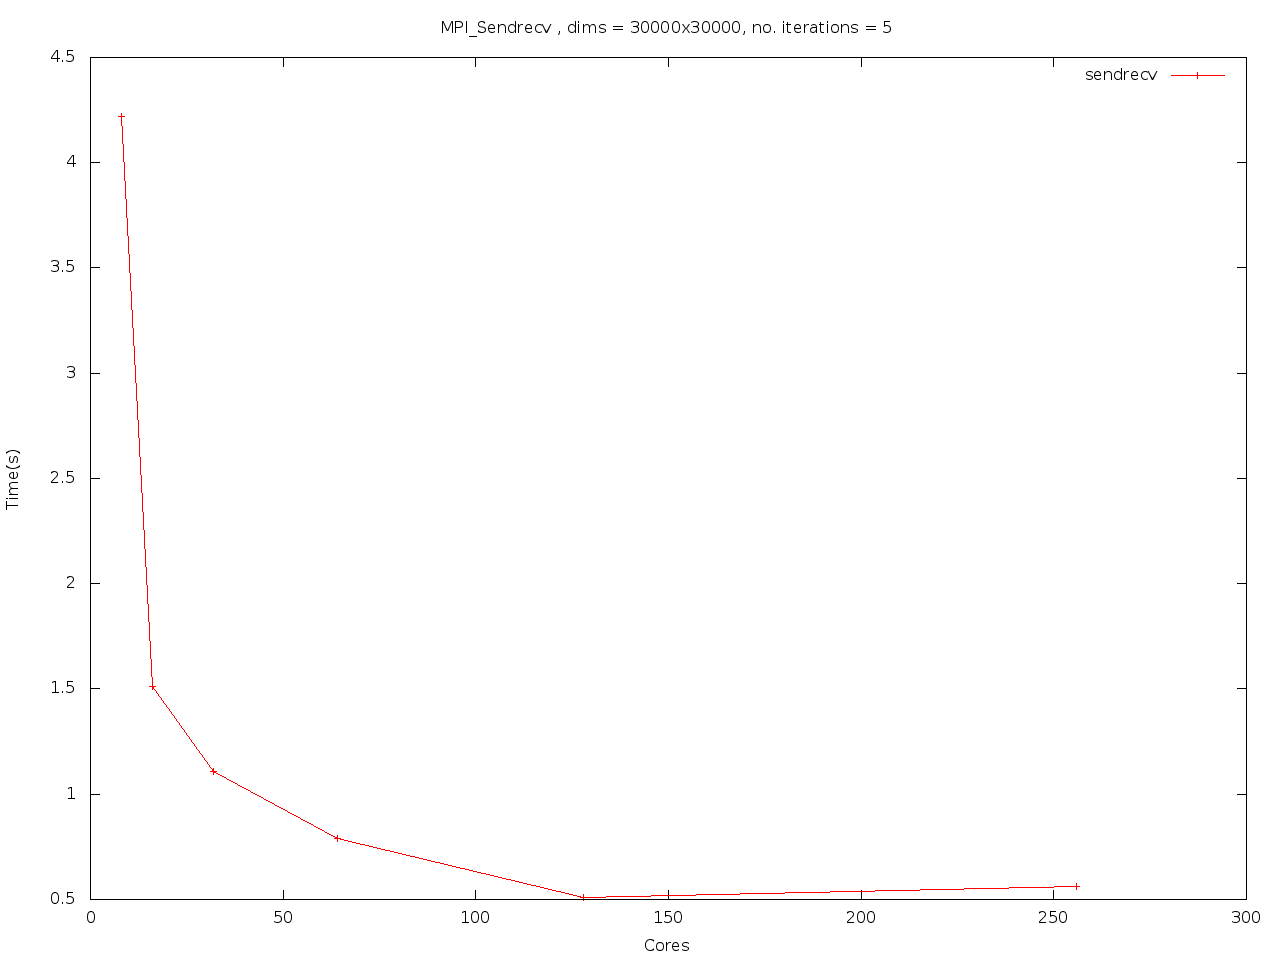 MPI_Sendrecv , dims = 30000x30000, no. iterations = 5
sendrecv
4.5
4
3.5
3
2.5
2
1.5
1
0.5
Time(s)
0 50 100 150 200 250 300
Cores